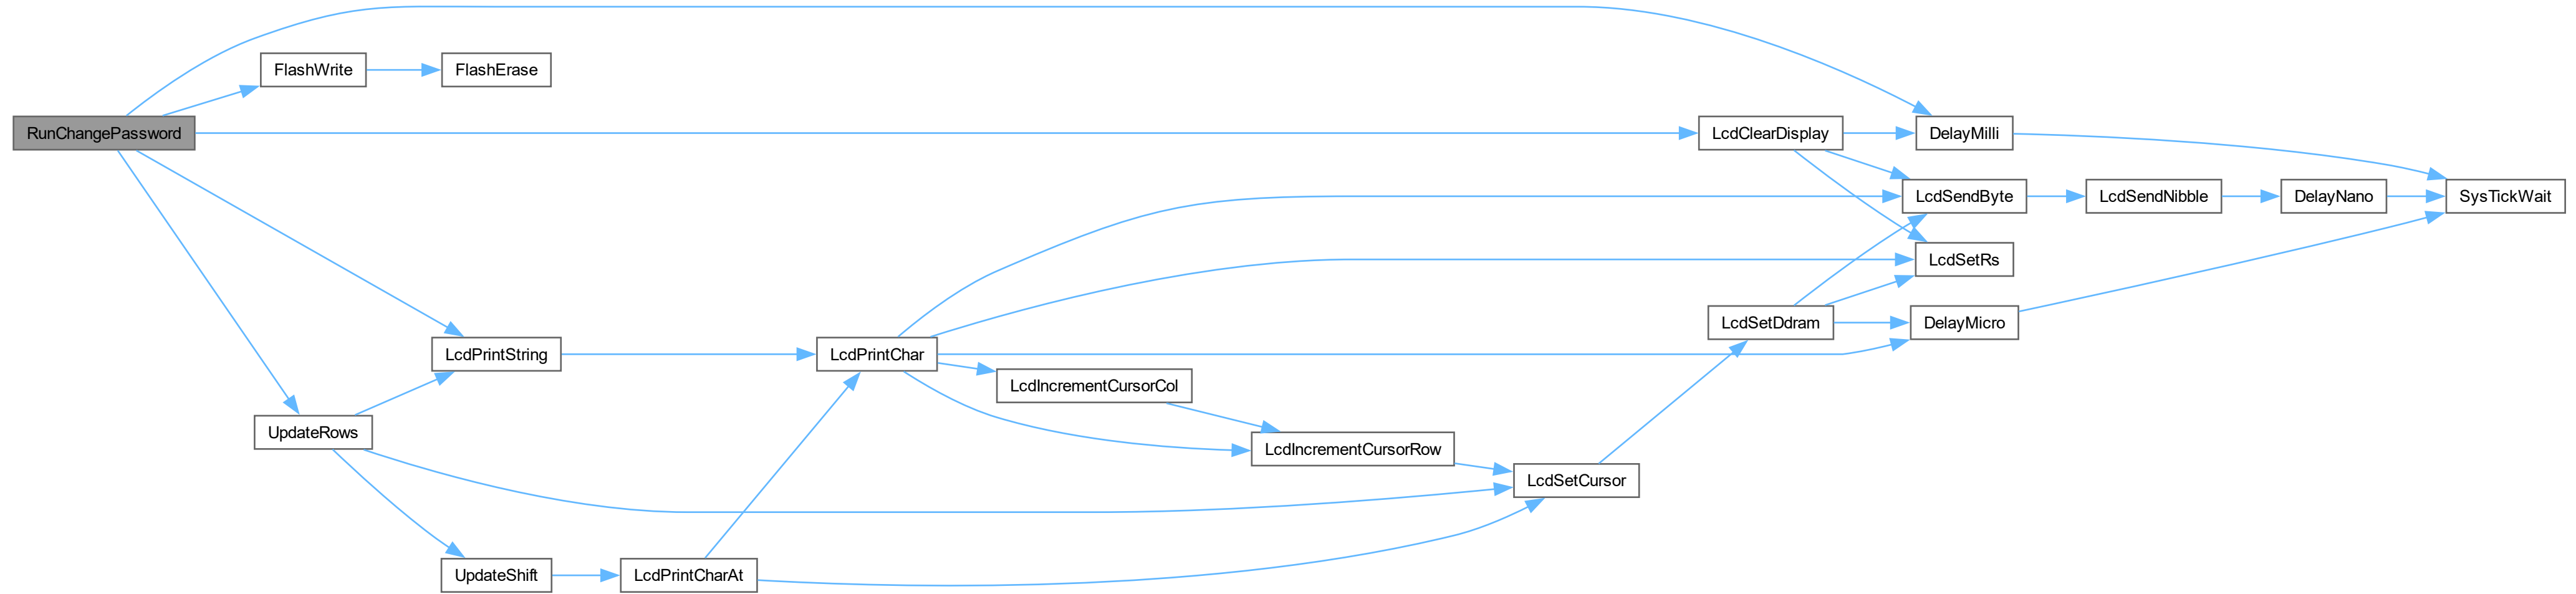 FlashWrite
FlashErase
RunChangePassword
LcdClearDisplay
DelayMilli
LcdSendByte
LcdSendNibble
DelayNano
SysTickWait
LcdSetRs
LcdSetDdram
DelayMicro
LcdPrintString
LcdPrintChar
LcdIncrementCursorCol
UpdateRows
LcdIncrementCursorRow
LcdSetCursor
UpdateShift
LcdPrintCharAt